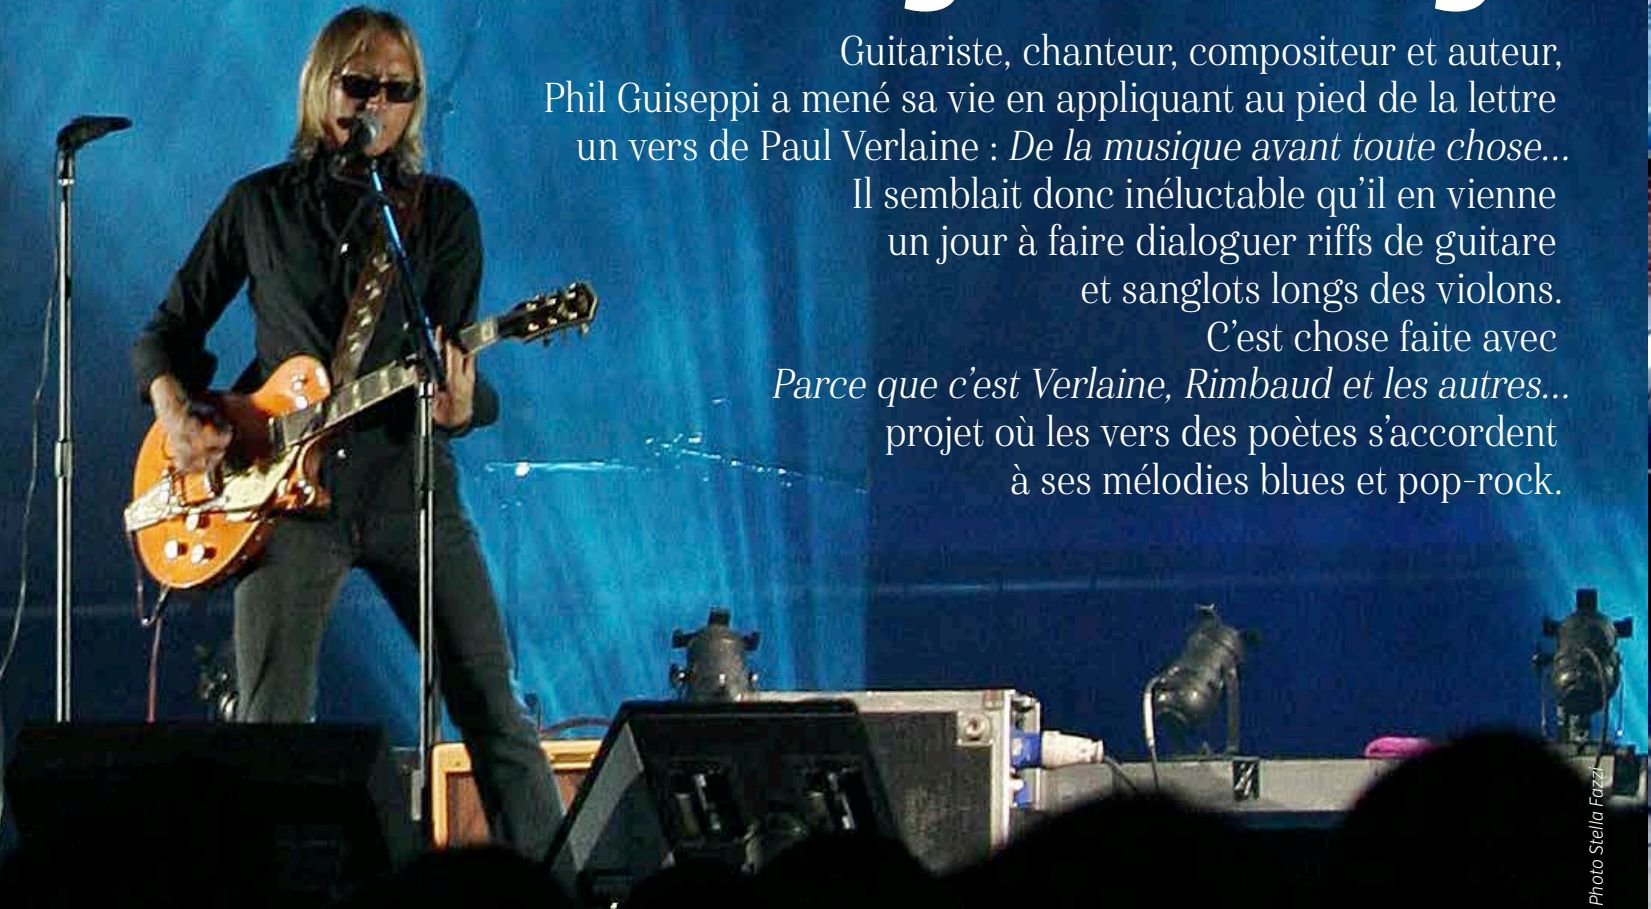 Guitariste, chanteur, compositeur et auteur,
Phil Guiseppi a mené sa vie en appliquant au pied de la lettre
un vers de Paul Verlaine : De la musique avant toute chose...
Il semblait donc inéluctable qu’il en vienne
un jour à faire dialoguer riffs de guitare
et sanglots longs des violons.
C’est chose faite avec
Parce que c’est Verlaine, Rimbaud et les autres...
projet où les vers des poètes s’accordent
à ses mélodies blues et pop-rock.
Photo Stella Fazzi